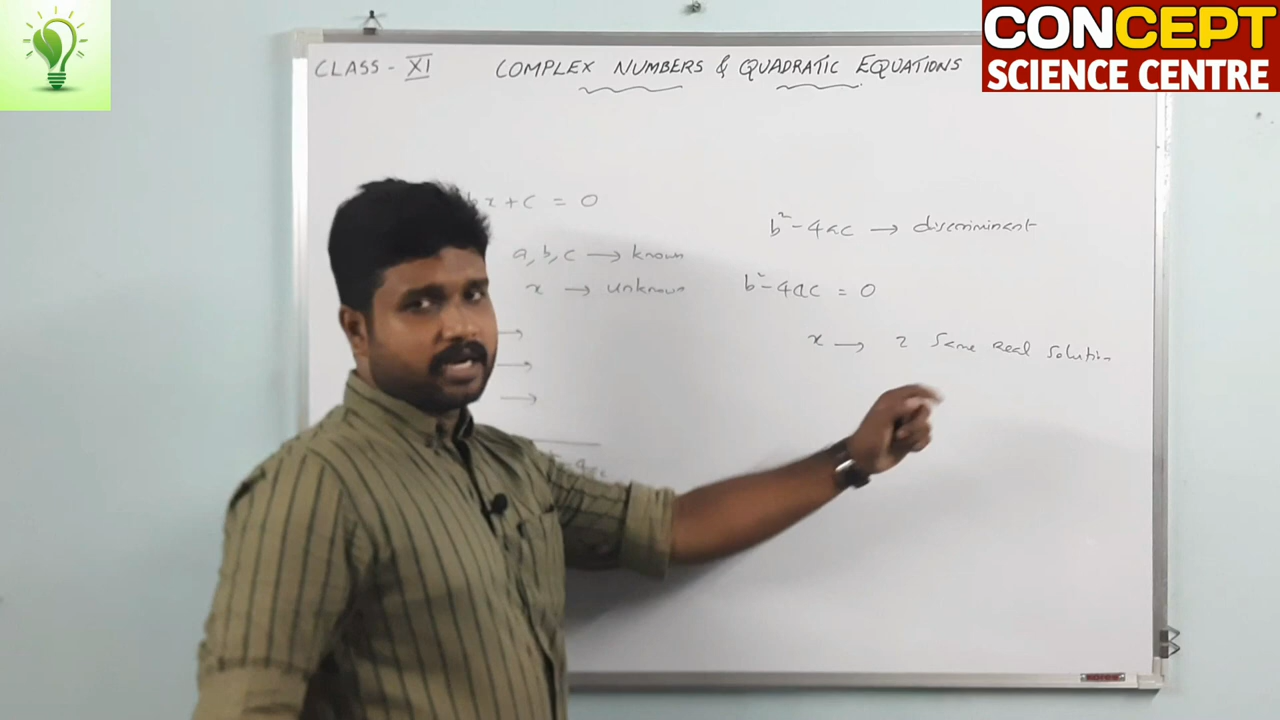 CONCEPT
SCIENCE CENTRE
CLASS - XI
COMPLEX NUMBERS & QUADRATIC EQUATIONS
bx + c = 0
a, b, c → known
x → unknown
→
→
→
b² - 4ac → discriminant
b² - 4ac = 0
x → 2 Same real solution